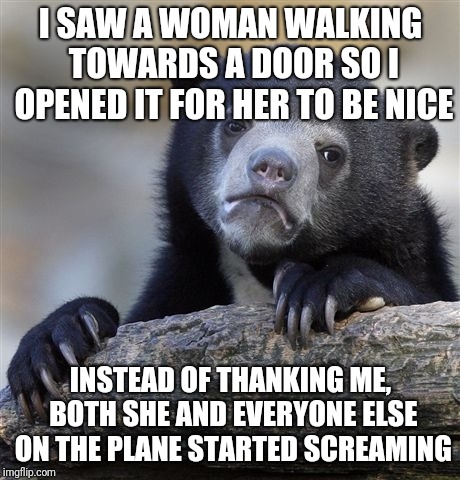 I SAW A WOMAN WALKING
TOWARDS A DOOR SO I
OPENED IT FOR HER TO BE NICE
INSTEAD OF THANKING ME,
BOTH SHE AND EVERYONE ELSE
ON THE PLANE STARTED SCREAMING
imgflip.com